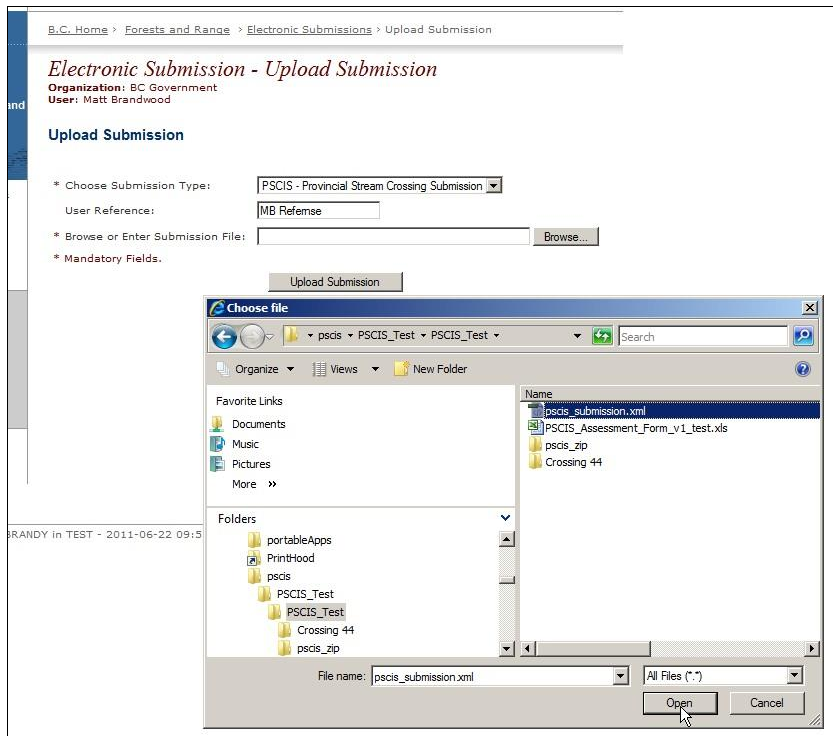 B.C. Home > Forests and Range > Electronic Submissions > Upload Submission
Electronic Submission - Upload Submission
Organization: BC Government
User: Matt Brandwood
and
Upload Submission
* Choose Submission Type: PSCIS - Provincial Stream Crossing Submission
User Reference: MB Refernse
* Browse or Enter Submission File: Browse...
* Mandatory Fields.
Upload Submission
Choose file
pscis PSCIS_Test PSCIS_Test Search
Organize Views New Folder
Favorite Links
Documents
Music
Pictures
More »
Name
pscis_submission.xml
PSCIS_Assessment_Form_v1_test.xls
pscis_zip
Crossing 44
Folders
portableApps
PrintHood
pscis
PSCIS_Test
PSCIS_Test
Crossing 44
pscis_zip
BRANDY in TEST - 2011-06-22 09:5
File name: pscis_submission.xml All Files (*.*)
Open Cancel